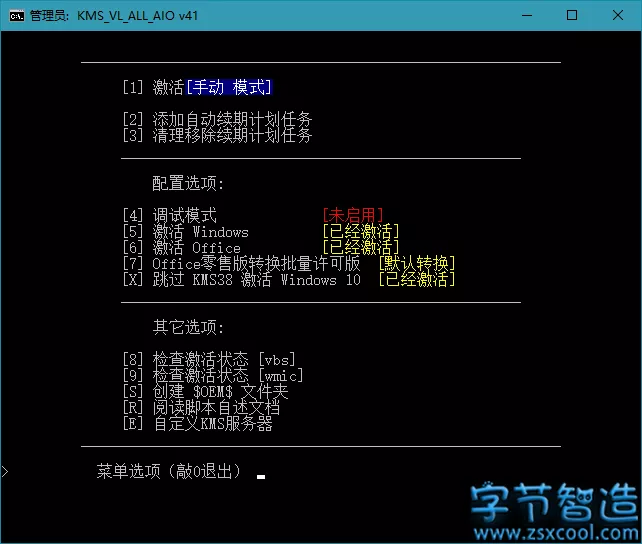 管理员: KMS_VL_ALL_AIO v41
[1] 激活[手动 模式]
[2] 添加自动续期计划任务
[3] 清理移除续期计划任务
配置选项:
[4] 调试模式 [未启用]
[5] 激活 Windows [已经激活]
[6] 激活 Office [已经激活]
[7] Office零售版转换批量许可版 [默认转换]
[X] 跳过 KMS38 激活 Windows 10 [已经激活]
其它选项:
[8] 检查激活状态 [vbs]
[9] 检查激活状态 [wmic]
[S] 创建 $OEM$ 文件夹
[R] 阅读脚本自述文档
[E] 自定义KMS服务器
> 菜单选项（敲0退出）
字节智造
www.zsxcool.com